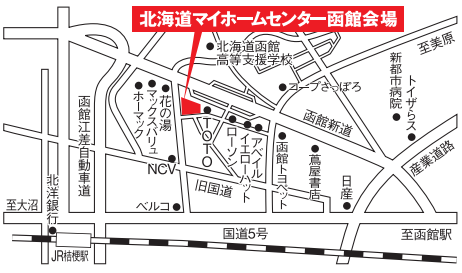 北海道マイホームセンター函館会場
北海道函館
高等支援学校
至美原
コープさっぽろ
トイザらス
新都市病院
函館新道
産業道路
花の湯
マックスバリュ
ホーマック
函館江差自動車道
TOTO
ローソン
イエローハット
アベイル
函館トヨペット
蔦屋書店
日産
NCV
旧国道
ベルコ
至大沼
北洋銀行
国道5号
至函館駅
JR桔梗駅